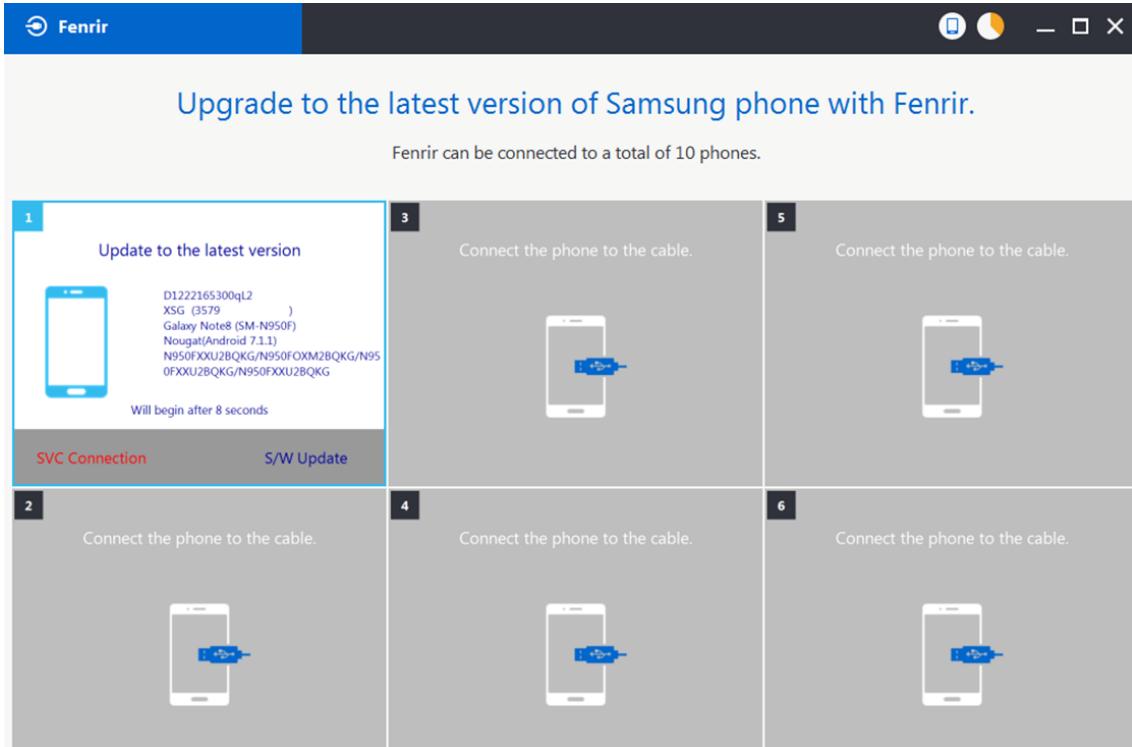 Fenrir
Upgrade to the latest version of Samsung phone with Fenrir.
Fenrir can be connected to a total of 10 phones.
1
Update to the latest version
D1222165300qL2
XSG (3579 )
Galaxy Note8 (SM-N950F)
Nougat(Android 7.1.1)
N950FXXU2BQKG/N950FOXM2BQKG/N95
0FXXU2BQKG/N950FXXU2BQKG
Will begin after 8 seconds
SVC Connection S/W Update
3
Connect the phone to the cable.
5
Connect the phone to the cable.
2
Connect the phone to the cable.
4
Connect the phone to the cable.
6
Connect the phone to the cable.